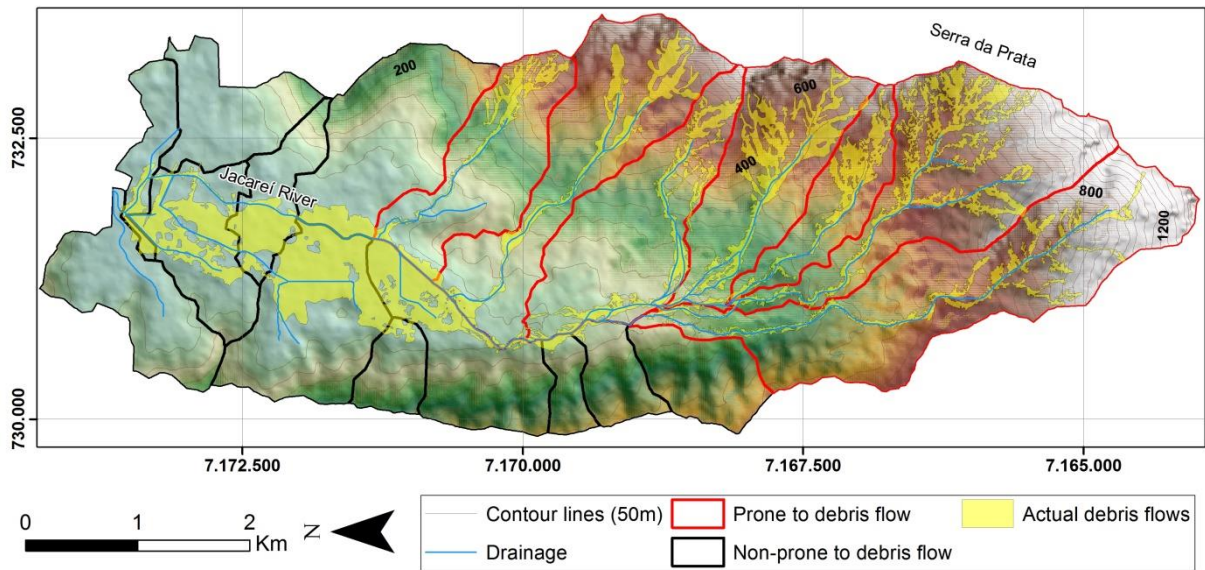 Serra da Prata
200
600
732.500
400
Jacareí River
800
1200
730.000
7.172.500
7.170.000
7.167.500
7.165.000
0 1 2
Km
N
Contour lines (50m)
Prone to debris flow
Actual debris flows
Drainage
Non-prone to debris flow